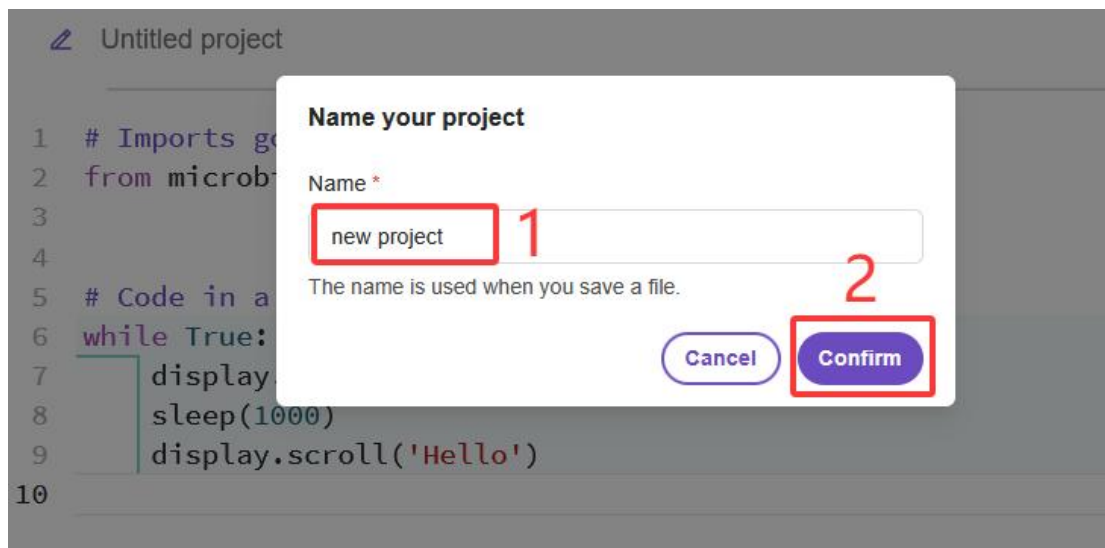 Untitled project
Name your project
1 # Imports go
2 from microbi
Name *
3
new project 1
4
The name is used when you save a file.
2
5 # Code in a
6 while True:
Cancel
Confirm
7 display.
8 sleep(1000)
9 display.scroll('Hello')
10